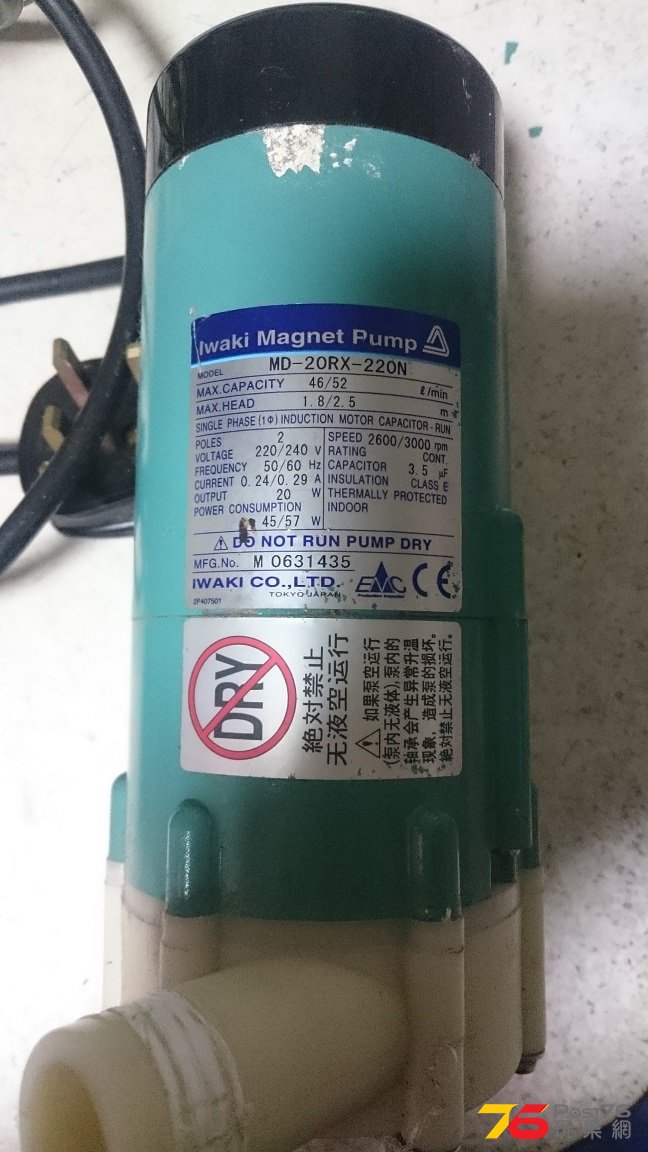 Iwaki Magnet Pump
MODEL MD-20RX-220N
MAX.CAPACITY 46/52 ℓ/min
MAX.HEAD 1.8/2.5 m
SINGLE PHASE (1Φ) INDUCTION MOTOR CAPACITOR-RUN
POLES 2
VOLTAGE 220/240 V
FREQUENCY 50/60 Hz
CURRENT 0.24/0.29 A
OUTPUT 20 W
POWER CONSUMPTION
45/57 W
SPEED 2600/3000 rpm
RATING CONT.
CAPACITOR 3.5 μF
INSULATION CLASS E
THERMALLY PROTECTED
INDOOR
⚠ DO NOT RUN PUMP DRY
MFG.No. M 0631435
IWAKI CO.,LTD.
TOKYO JAPAN
EMC CE
2P407501
DRY
絶对禁止
无液空运行
⚠ 如果泵空运行
(泵内无液体),泵内的
轴承会产生异常升温
现象,造成泵的损坏。
絶对禁止无液空运行。
76 Post76